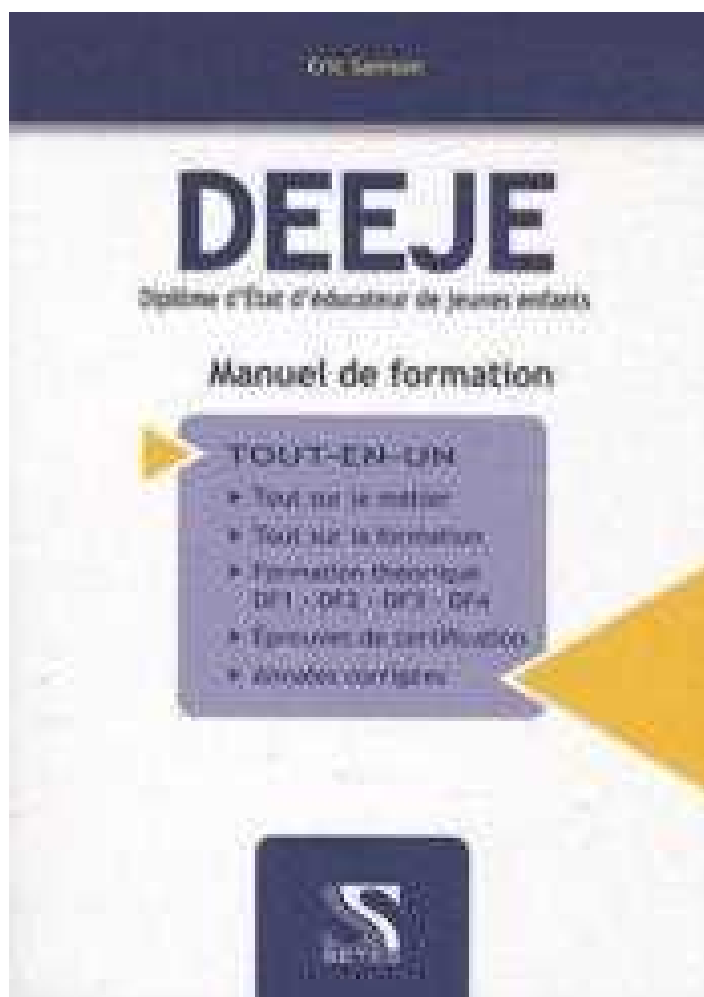 Eric
DEEJE
Diplôme d'État d'éducateur de jeunes enfants
Manuel de formation
TOUT-EN-UN
▸ Tout sur le métier
▸ Tout sur la formation
▸ Formation théorique
DF1 - DF2 - DF3 - DF4
▸ Épreuves de certification
▸ Annales corrigées